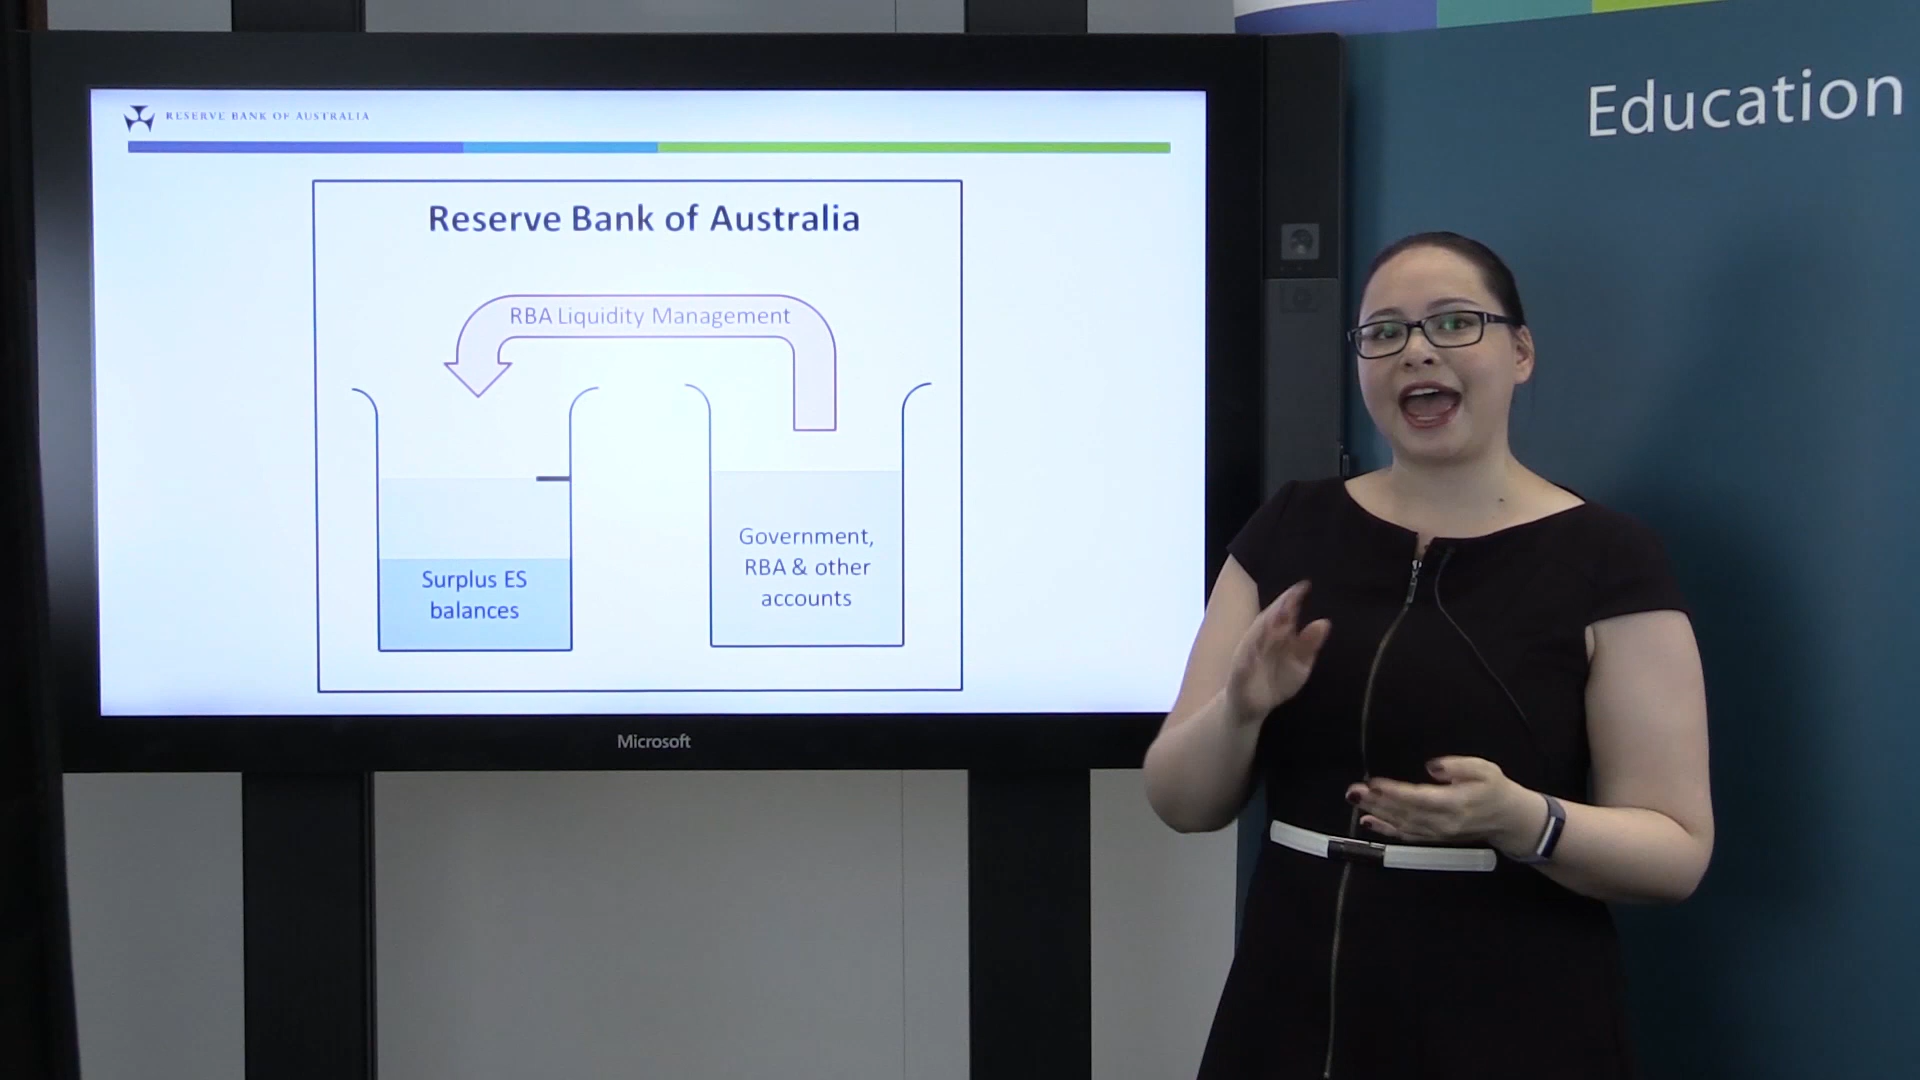 RESERVE BANK OF AUSTRALIA
Reserve Bank of Australia
RBA Liquidity Management
Surplus ES
balances
Government,
RBA & other
accounts
Microsoft
Education